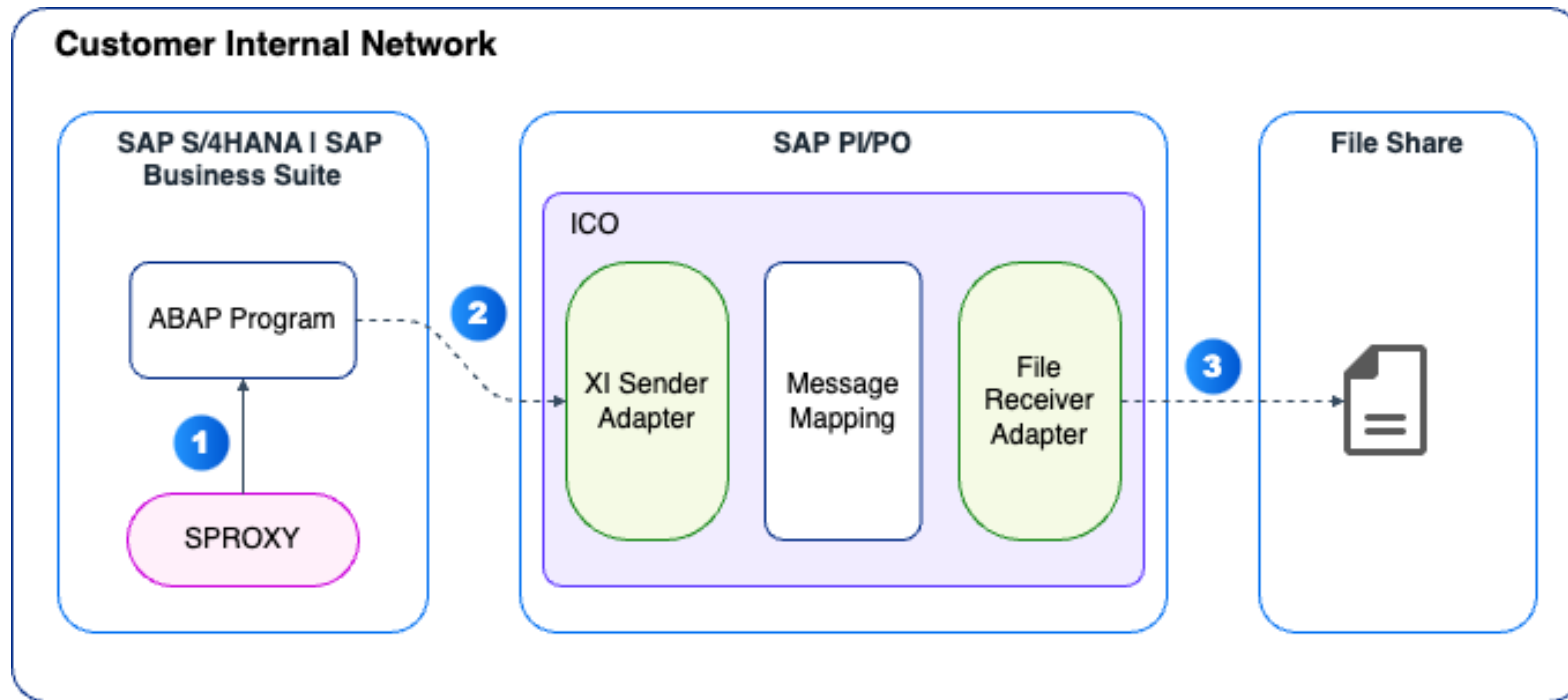 Customer Internal Network
SAP S/4HANA | SAP
Business Suite
SAP PI/PO
File Share
ICO
ABAP Program
2
XI Sender
Adapter
Message
Mapping
File
Receiver
Adapter
3
1
SPROXY